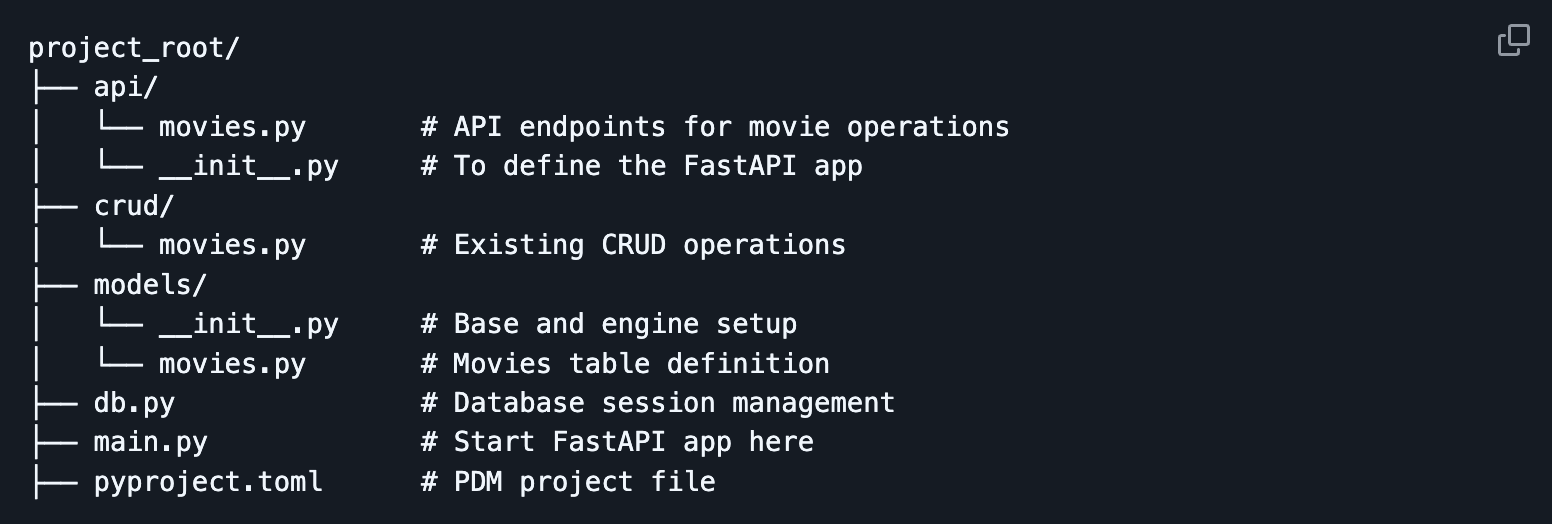 project_root/
├── api/
│   └── movies.py       # API endpoints for movie operations
│   └── __init__.py     # To define the FastAPI app
├── crud/
│   └── movies.py       # Existing CRUD operations
├── models/
│   └── __init__.py     # Base and engine setup
│   └── movies.py       # Movies table definition
├── db.py               # Database session management
├── main.py             # Start FastAPI app here
├── pyproject.toml      # PDM project file